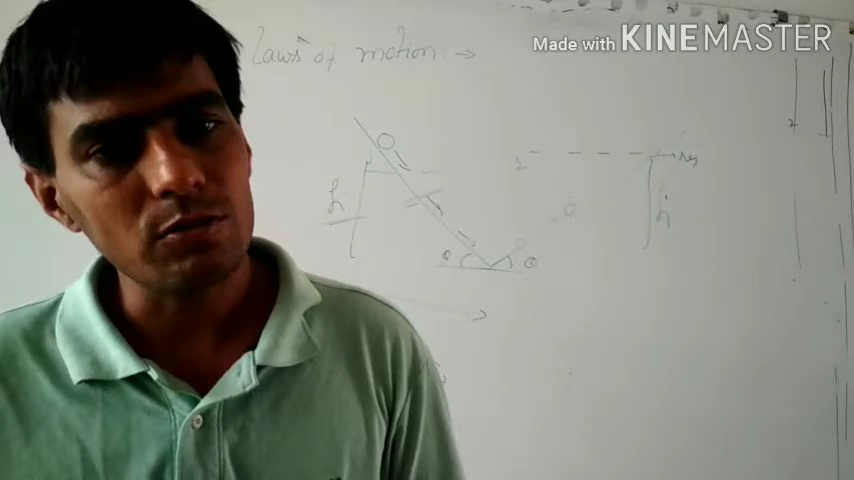 Made with KINEMASTER
Laws of motion →
h
h
θ
θ